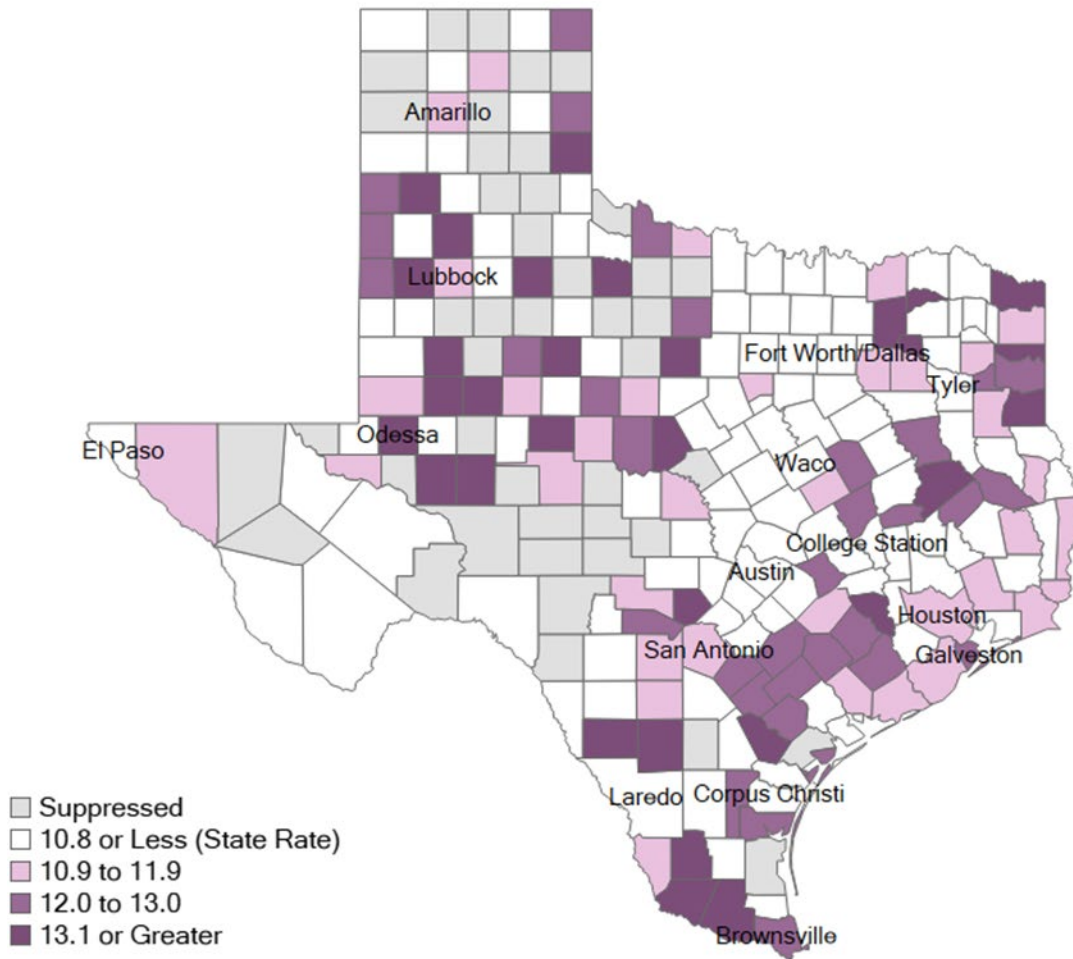 Amarillo
Lubbock
Fort Worth/Dallas
Tyler
Odessa
El Paso
Waco
College Station
Austin
Houston
San Antonio
Galveston
Laredo
Corpus Christi
Suppressed
10.8 or Less (State Rate)
10.9 to 11.9
12.0 to 13.0
13.1 or Greater
Brownsville